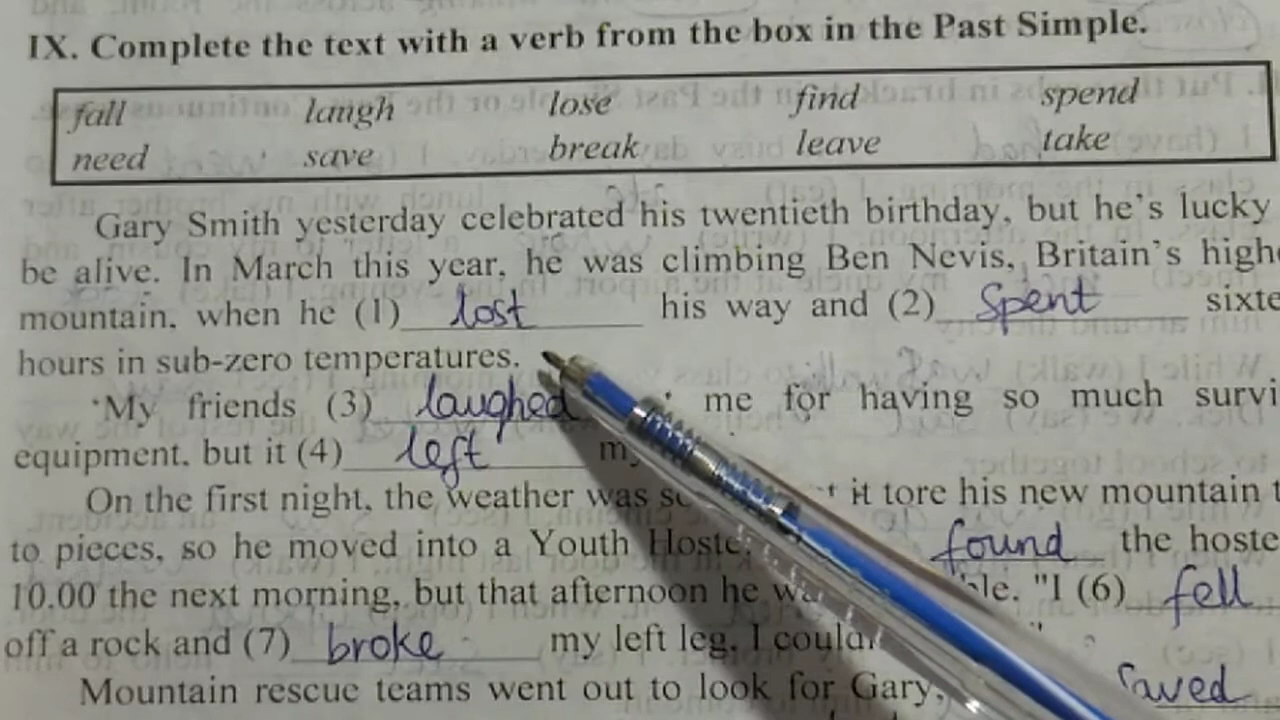 IX. Complete the text with a verb from the box in the Past Simple.
fall laugh lose find spend
need save break leave take
Gary Smith yesterday celebrated his twentieth birthday, but he's lucky
be alive. In March this year, he was climbing Ben Nevis, Britain's
mountain, when he (1) lost his way and (2) spent
hours in sub-zero temperatures.
'My friends (3) laughed me for having so much
equipment, but it (4) left
On the first night, the weather was it tore his new mountain
to pieces, so he moved into a Youth found the
10.00 the next morning, but that afternoon he "I (6) fell
off a rock and (7) broke my left leg. I
Mountain rescue teams went out to look for Gary, saved